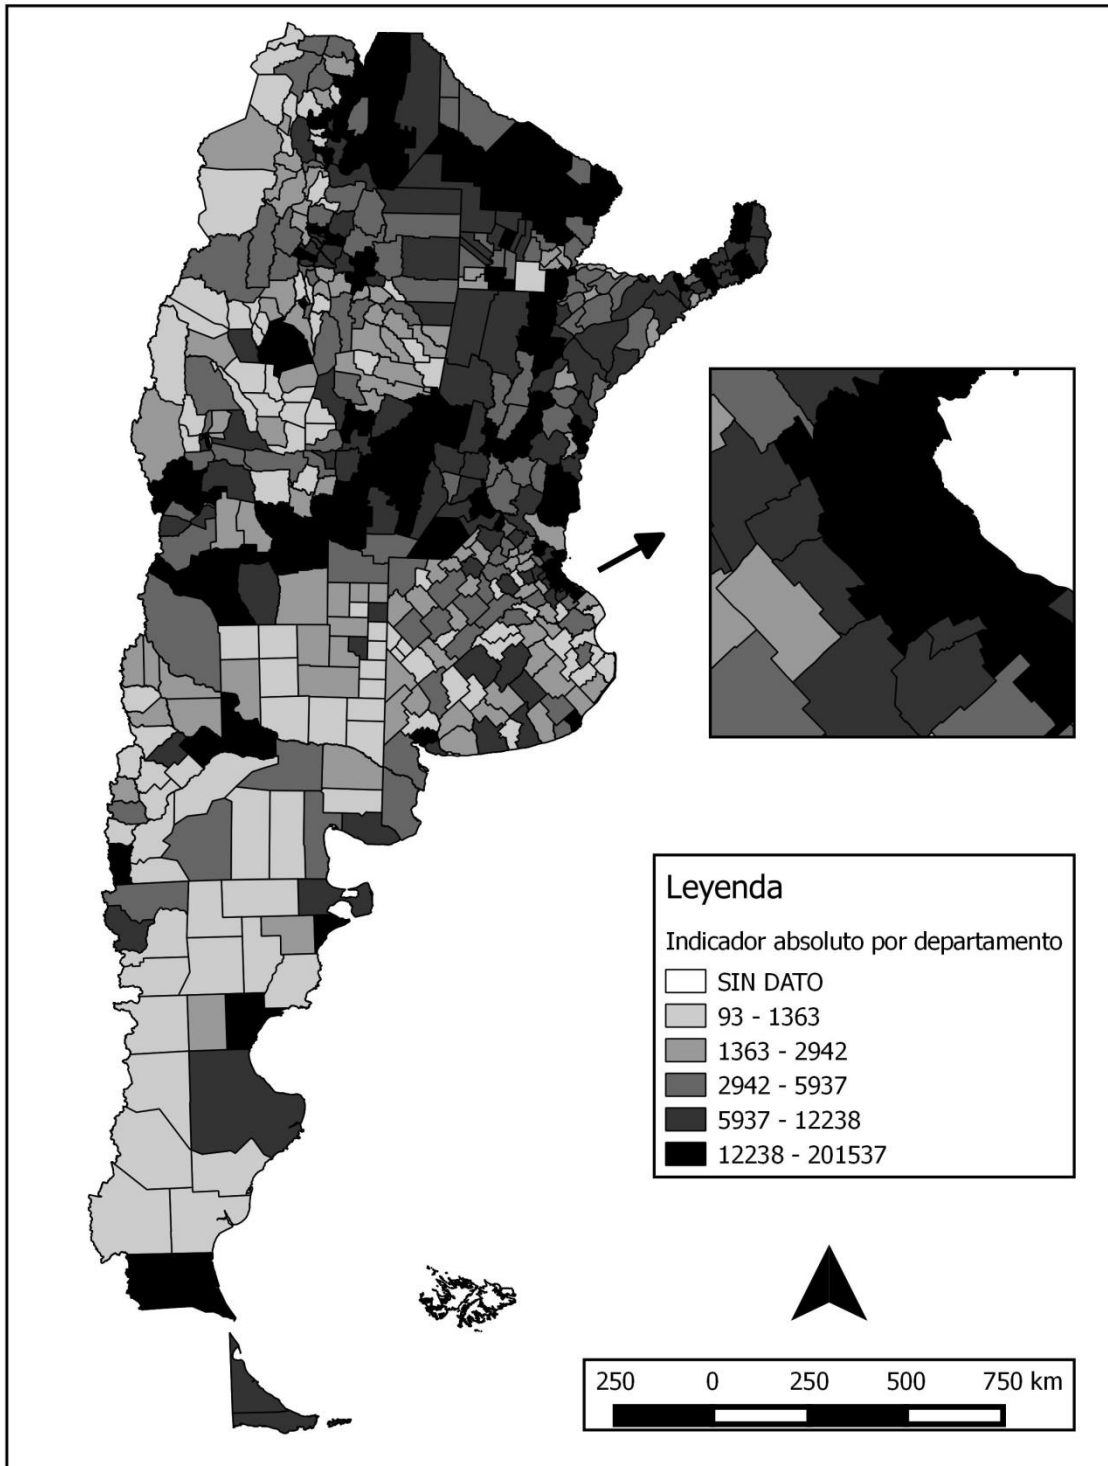 Leyenda
Indicador absoluto por departamento
SIN DATO
93 - 1363
1363 - 2942
2942 - 5937
5937 - 12238
12238 - 201537
250 0 250 500 750 km